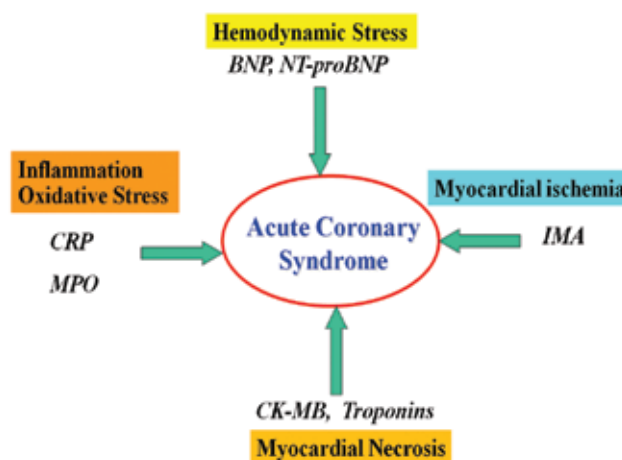 Hemodynamic Stress
BNP, NT-proBNP
Inflammation
Oxidative Stress
CRP
MPO
Acute Coronary
Syndrome
Myocardial ischemia
IMA
CK-MB, Troponins
Myocardial Necrosis